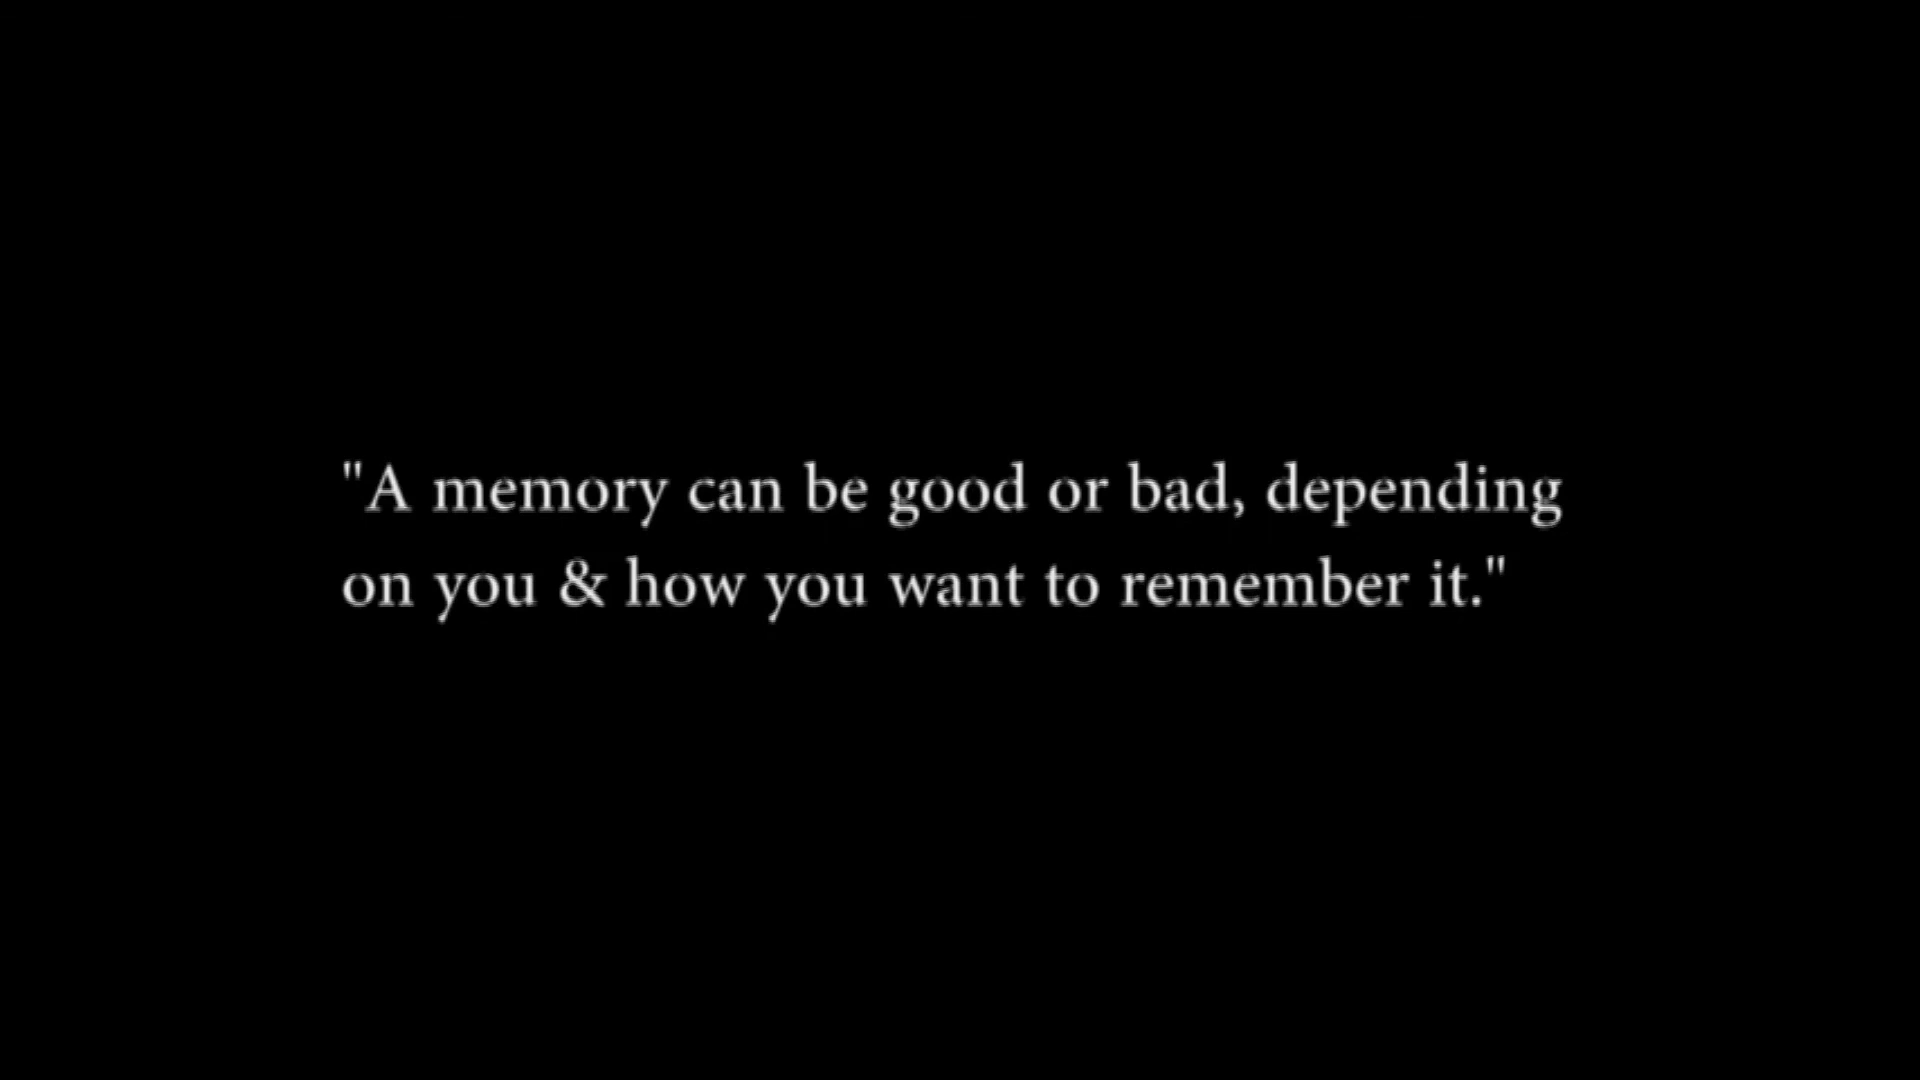 "A memory can be good or bad, depending
on you & how you want to remember it."